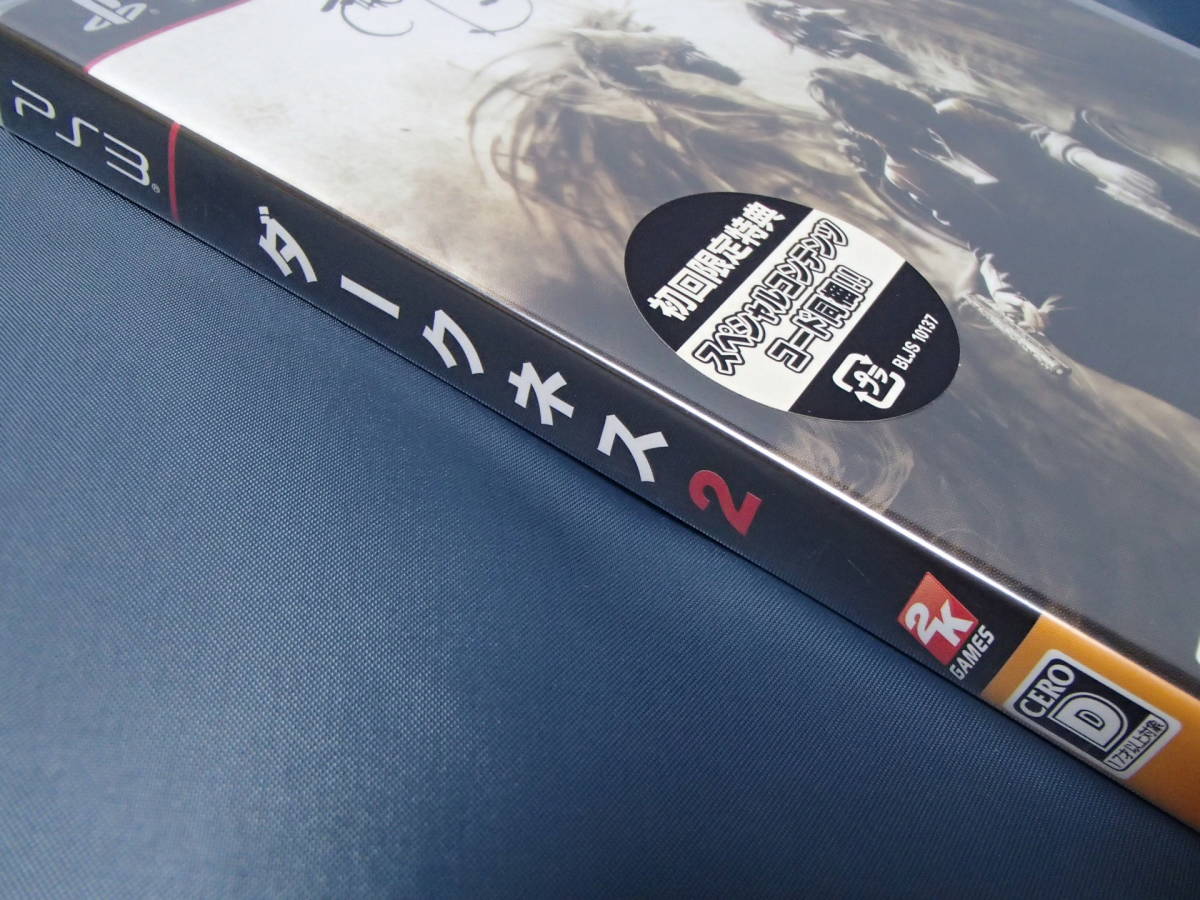 PS3®
ダークネス2
2K
GAMES
CERO
D
17才以上対象
初回限定特典
スペシャルコンテンツ
コード同梱!!
プラ
BLJS 10137